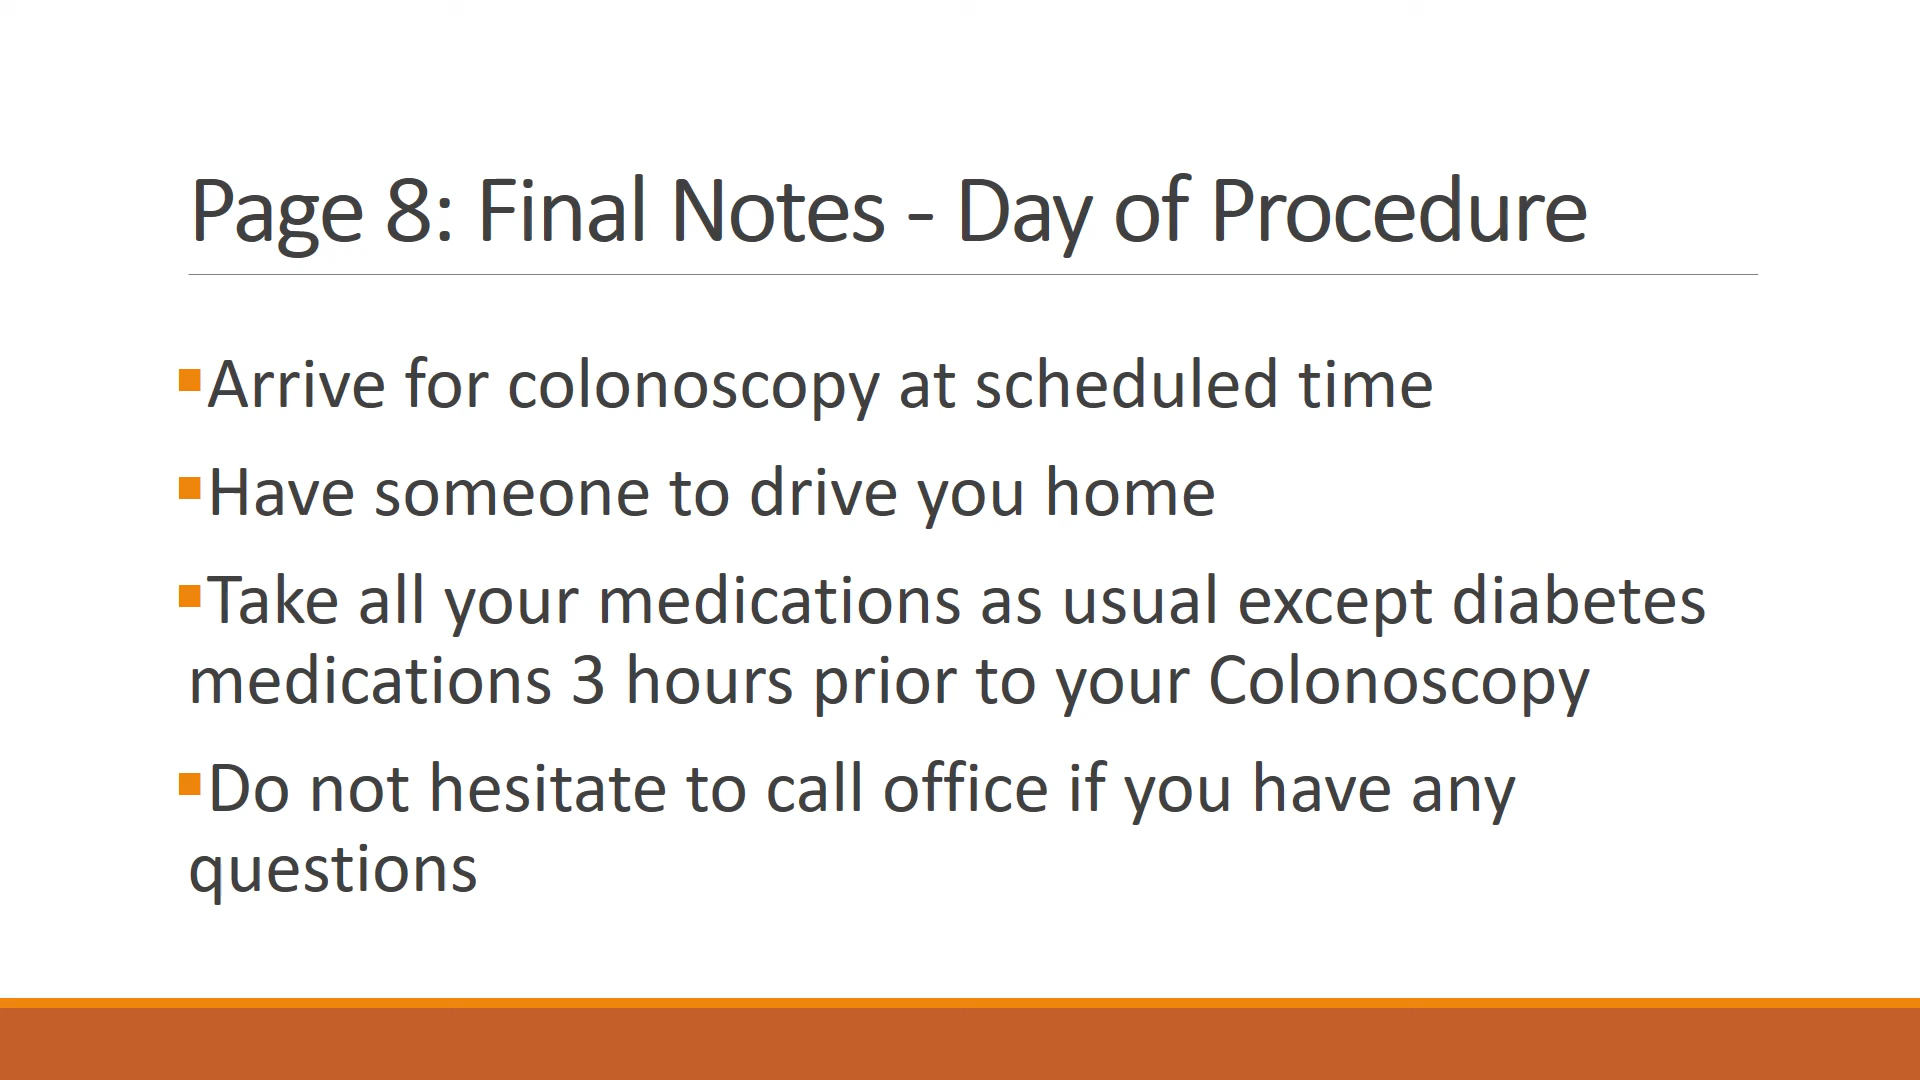 Page 8: Final Notes - Day of Procedure
▪Arrive for colonoscopy at scheduled time
▪Have someone to drive you home
▪Take all your medications as usual except diabetes
medications 3 hours prior to your Colonoscopy
▪Do not hesitate to call office if you have any
questions